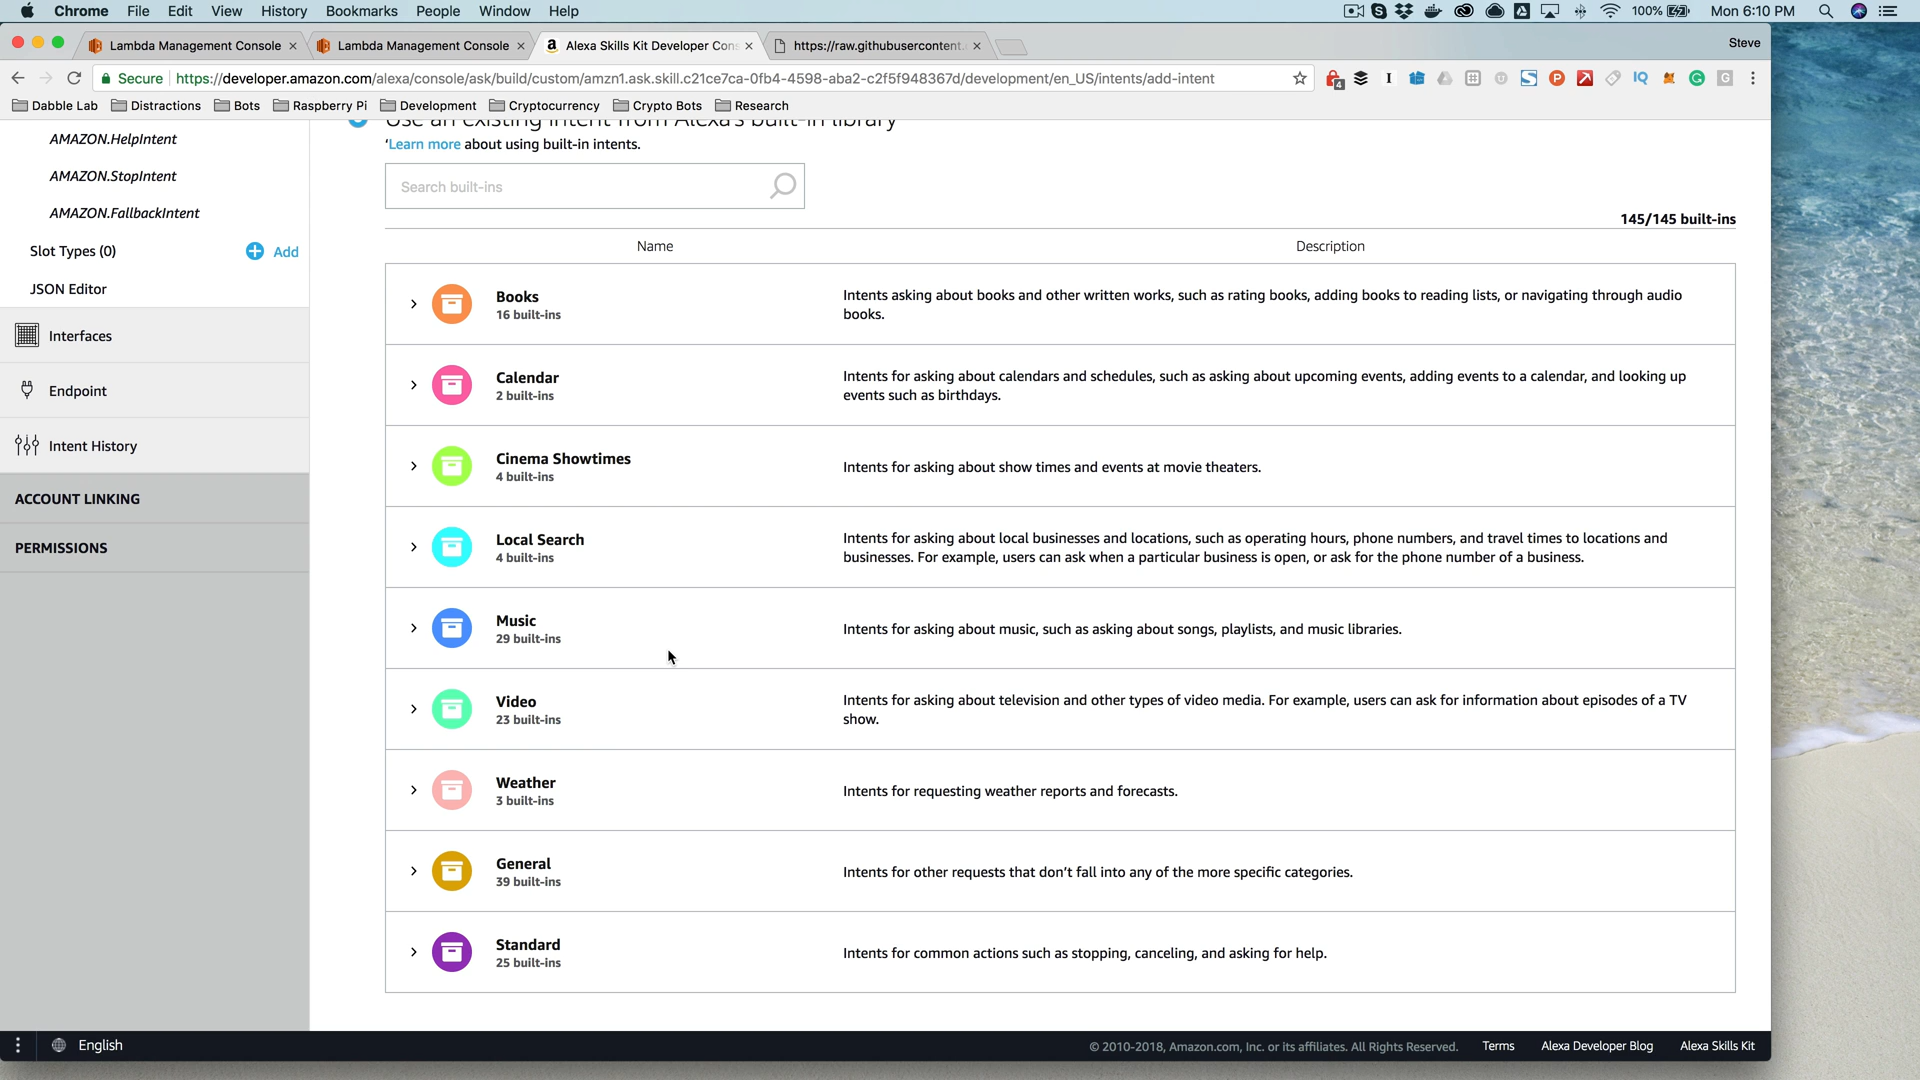 Chrome File Edit View History Bookmarks People Window Help 100% Mon 6:10 PM
Lambda Management Console Lambda Management Console Alexa Skills Kit Developer Con https://raw.githubusercontent. Steve
Secure https://developer.amazon.com/alexa/console/ask/build/custom/amzn1.ask.skill.c21ce7ca-0fb4-4598-aba2-c2f5f948367d/development/en_US/intents/add-intent
Dabble Lab Distractions Bots Raspberry Pi Development Cryptocurrency Crypto Bots Research
AMAZON.HelpIntent
AMAZON.StopIntent
AMAZON.FallbackIntent
Slot Types (0) Add
JSON Editor
Interfaces
Endpoint
Intent History
ACCOUNT LINKING
PERMISSIONS
Use an existing intent from Alexa's built-in library
'Learn more about using built-in intents.
Search built-ins
145/145 built-ins
Name Description
Books
16 built-ins
Intents asking about books and other written works, such as rating books, adding books to reading lists, or navigating through audio
books.
Calendar
2 built-ins
Intents for asking about calendars and schedules, such as asking about upcoming events, adding events to a calendar, and looking up
events such as birthdays.
Cinema Showtimes
4 built-ins
Intents for asking about show times and events at movie theaters.
Local Search
4 built-ins
Intents for asking about local businesses and locations, such as operating hours, phone numbers, and travel times to locations and
businesses. For example, users can ask when a particular business is open, or ask for the phone number of a business.
Music
29 built-ins
Intents for asking about music, such as asking about songs, playlists, and music libraries.
Video
23 built-ins
Intents for asking about television and other types of video media. For example, users can ask for information about episodes of a TV
show.
Weather
3 built-ins
Intents for requesting weather reports and forecasts.
General
39 built-ins
Intents for other requests that don't fall into any of the more specific categories.
Standard
25 built-ins
Intents for common actions such as stopping, canceling, and asking for help.
English © 2010-2018, Amazon.com, Inc. or its affiliates. All Rights Reserved. Terms Alexa Developer Blog Alexa Skills Kit